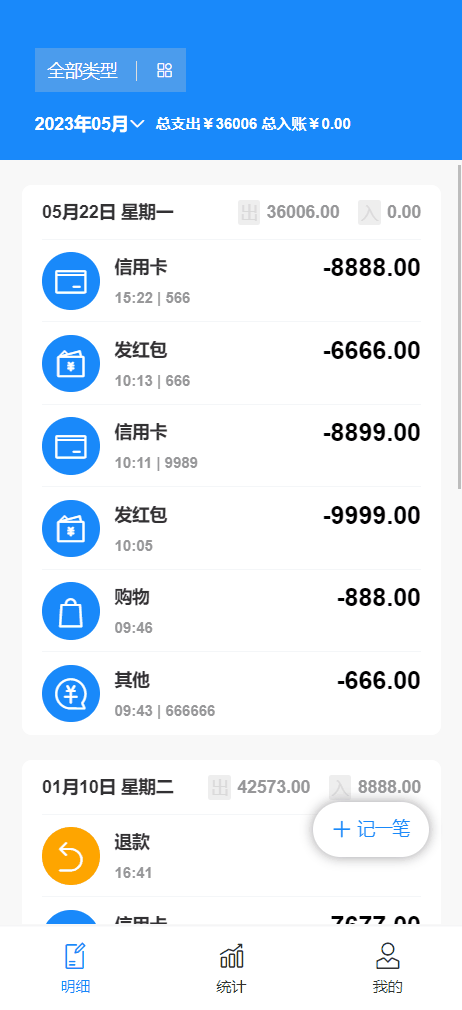 全部类型
2023年05月 总支出￥36006 总入账￥0.00
05月22日 星期一 出 36006.00 入 0.00
信用卡 -8888.00
15:22 | 566
发红包 -6666.00
10:13 | 666
信用卡 -8899.00
10:11 | 9989
发红包 -9999.00
10:05
购物 -888.00
09:46
其他 -666.00
09:43 | 666666
01月10日 星期二 出 42573.00 入 8888.00
退款
16:41
记一笔
信用卡 7677.00
明细 统计 我的